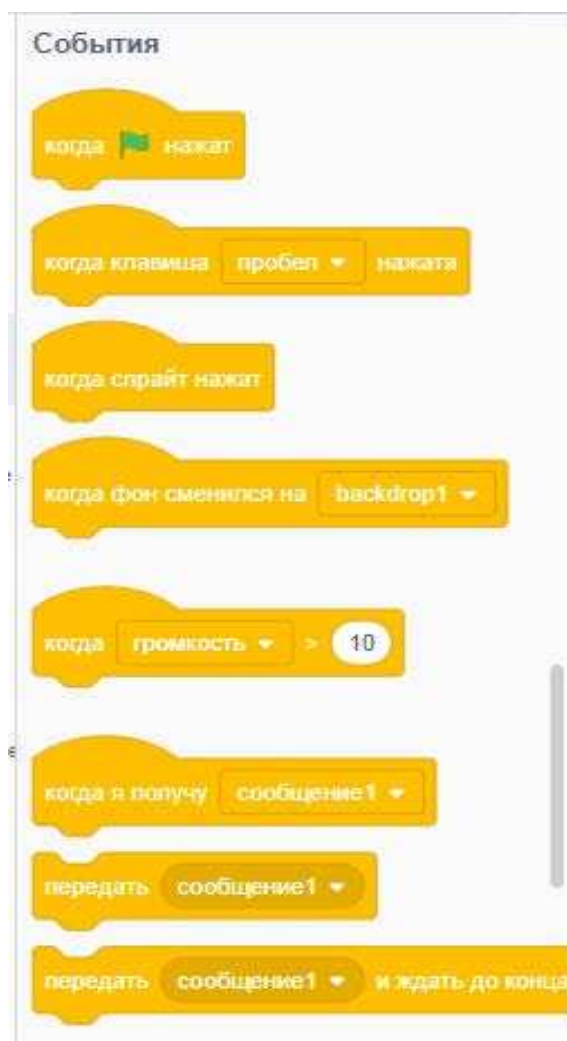 События
когда нажат
когда клавиша пробел нажата
когда спрайт нажат
когда фон сменился на backdrop1
когда громкость > 10
когда я получу сообщение1
передать сообщение1
передать сообщение1 и ждать до конца